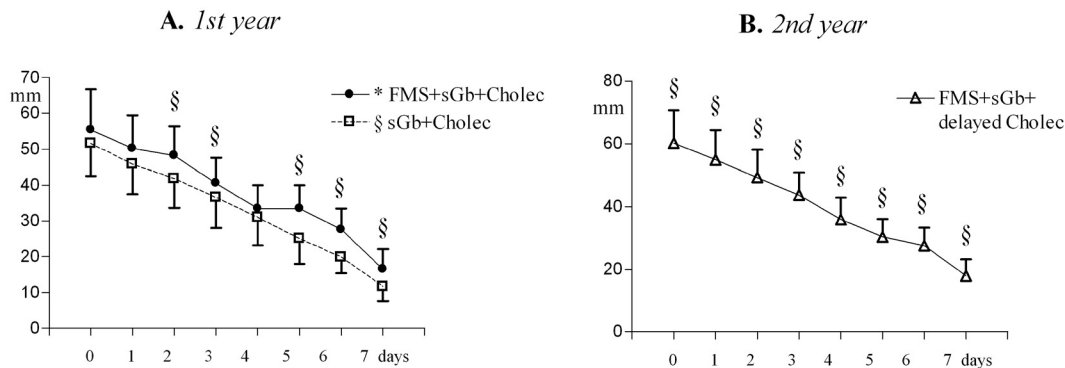 A. 1st year
70
mm
60
50
40
30
20
10
0
§
§
§
§
§
* FMS+sGb+Cholec
§ sGb+Cholec
0 1 2 3 4 5 6 7 days
B. 2nd year
80
mm
60
40
20
0
§
§
§
§
§
§
§
§
FMS+sGb+
delayed Cholec
0 1 2 3 4 5 6 7 days